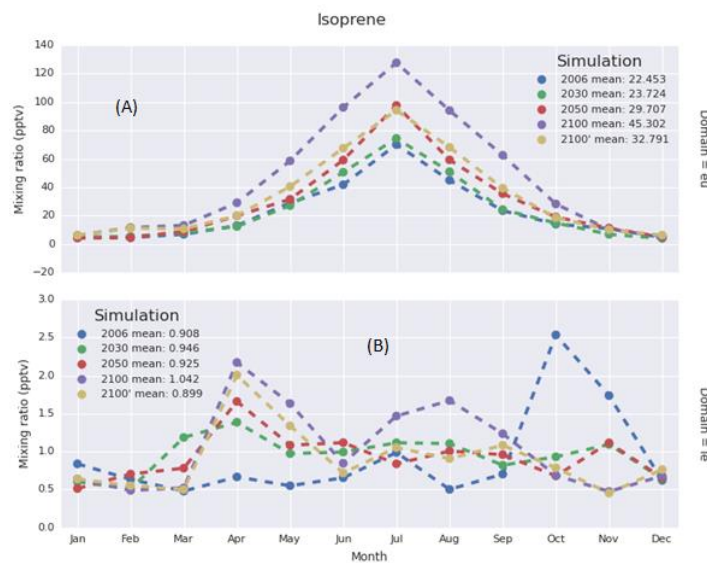 Isoprene
140
120
100
80
60
40
20
0
−20
Mixing ratio (pptv)
(A)
Simulation
2006 mean: 22.453
2030 mean: 23.724
2050 mean: 29.707
2100 mean: 45.302
2100' mean: 32.791
Domain = eu
3.0
2.5
2.0
1.5
1.0
0.5
0.0
Mixing ratio (pptv)
Simulation
2006 mean: 0.908
2030 mean: 0.946
2050 mean: 0.925
2100 mean: 1.042
2100' mean: 0.899
(B)
Domain = ie
Jan Feb Mar Apr May Jun Jul Aug Sep Oct Nov Dec
Month